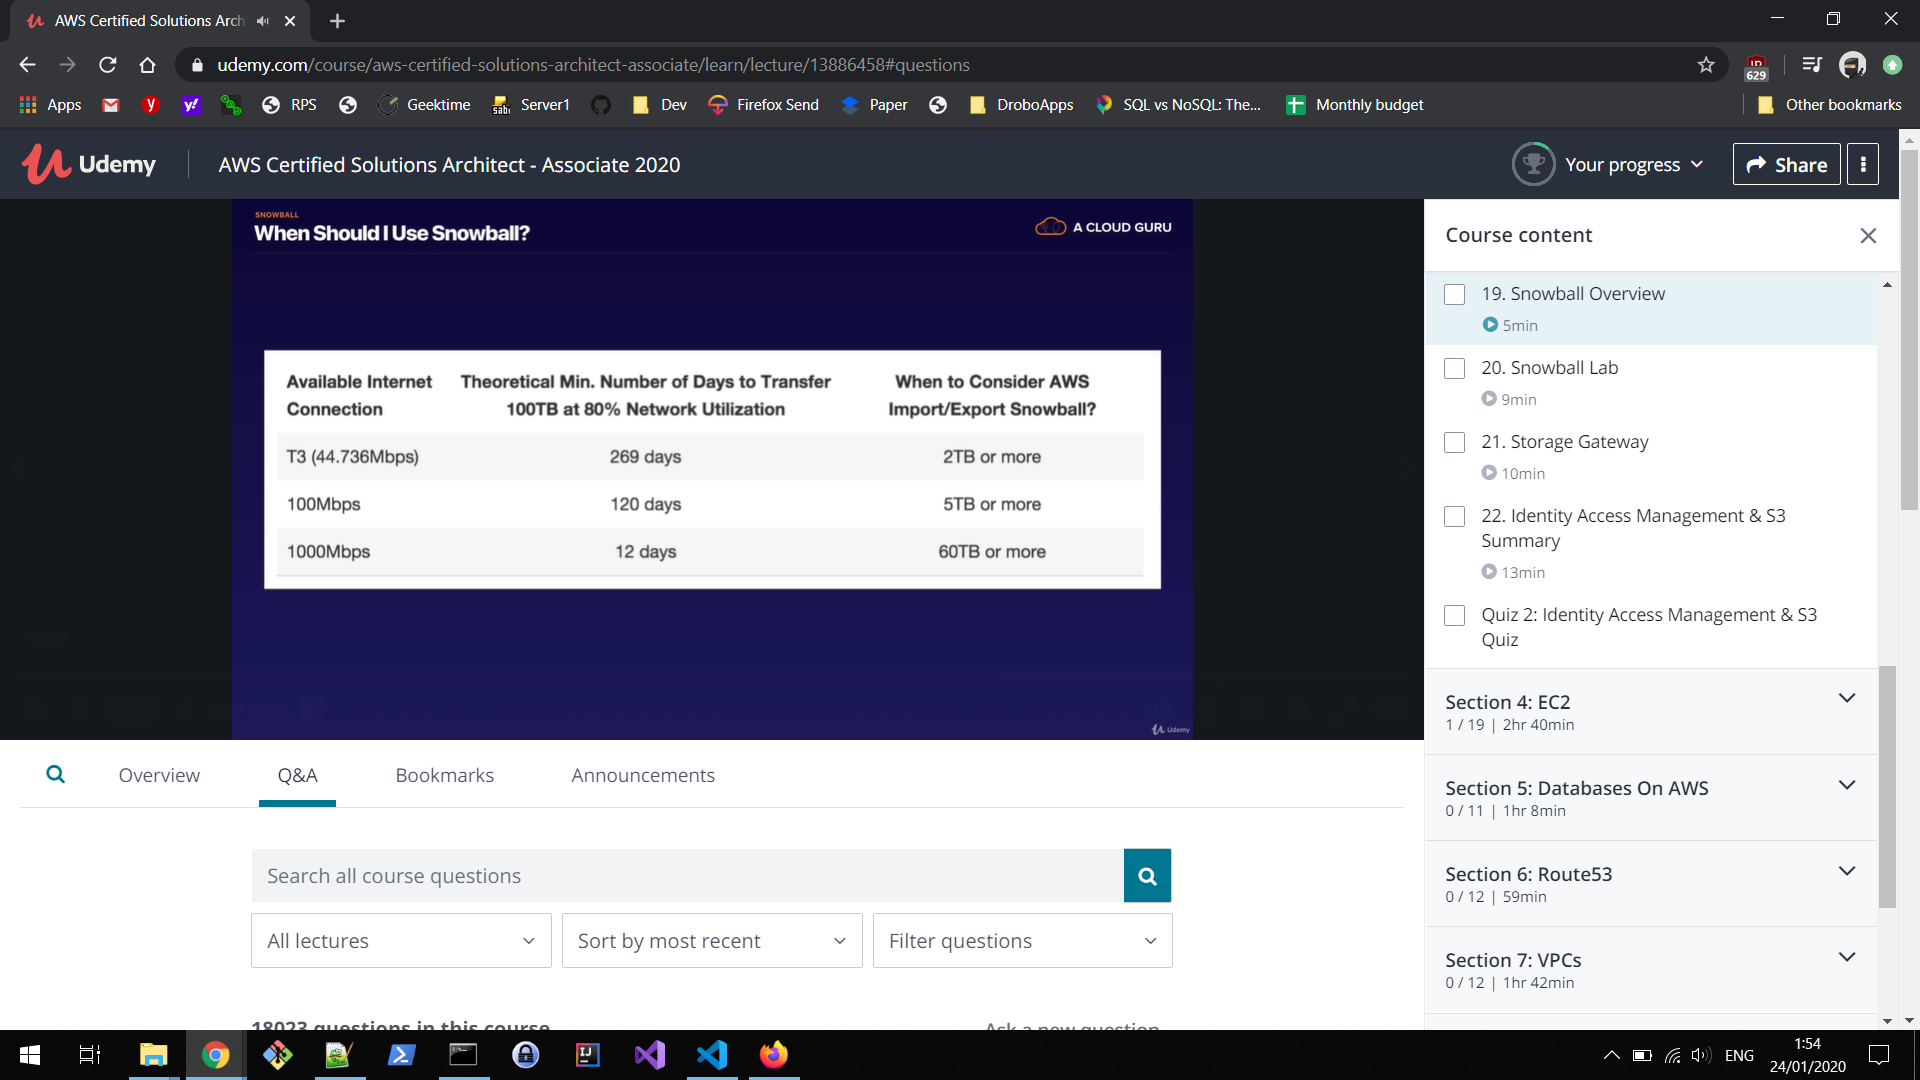 AWS Certified Solutions Arch
udemy.com/course/aws-certified-solutions-architect-associate/learn/lecture/13886458#questions
629
Apps
RPS
Geektime
Server1
Dev
Firefox Send
Paper
DroboApps
SQL vs NoSQL: The...
Monthly budget
Other bookmarks
Udemy
AWS Certified Solutions Architect - Associate 2020
Your progress
Share
SNOWBALL
When Should I Use Snowball?
A CLOUD GURU
Available Internet Connection
Theoretical Min. Number of Days to Transfer 100TB at 80% Network Utilization
When to Consider AWS Import/Export Snowball?
T3 (44.736Mbps) 269 days 2TB or more
100Mbps 120 days 5TB or more
1000Mbps 12 days 60TB or more
Udemy
Course content
19. Snowball Overview
5min
20. Snowball Lab
9min
21. Storage Gateway
10min
22. Identity Access Management & S3
Summary
13min
Quiz 2: Identity Access Management & S3
Quiz
Section 4: EC2
1 / 19 | 2hr 40min
Section 5: Databases On AWS
0 / 11 | 1hr 8min
Section 6: Route53
0 / 12 | 59min
Section 7: VPCs
0 / 12 | 1hr 42min
Overview
Q&A
Bookmarks
Announcements
Search all course questions
All lectures
Sort by most recent
Filter questions
18023 questions in this course
Ask a new question
ENG
1:54
24/01/2020